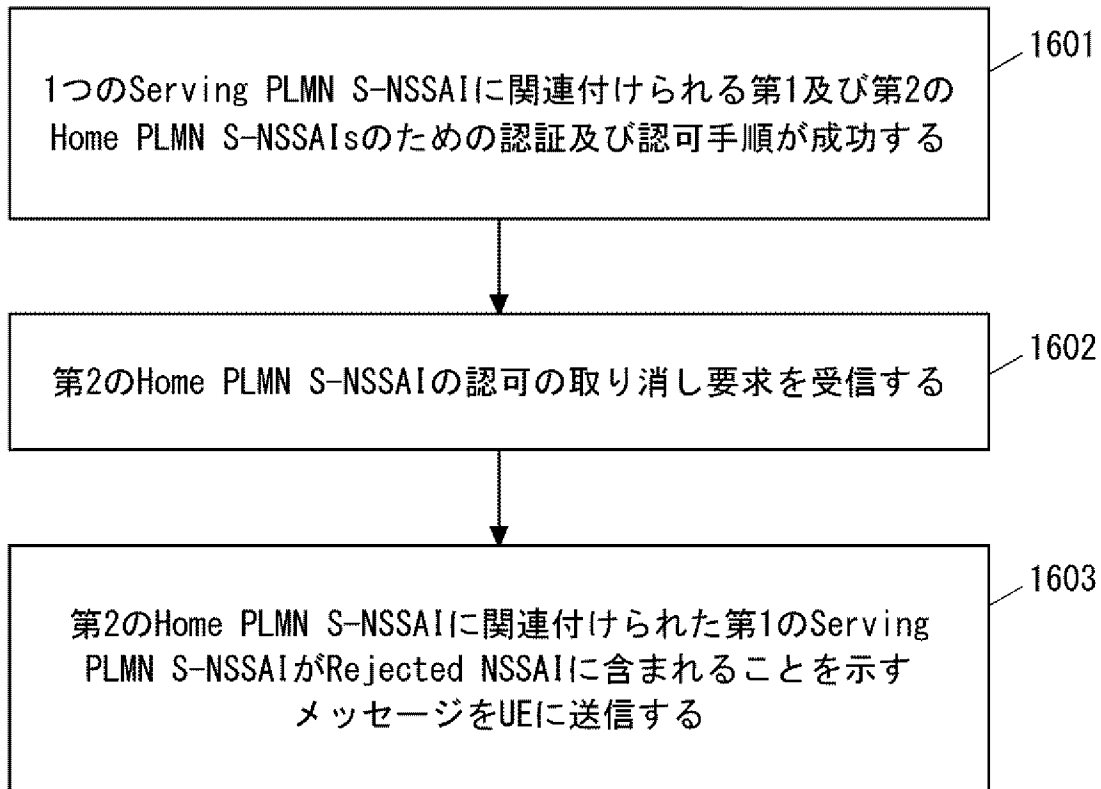 1601
1つのServing PLMN S-NSSAIに関連付けられる第1及び第2の
Home PLMN S-NSSAIsのための認証及び認可手順が成功する
1602
第2のHome PLMN S-NSSAIの認可の取り消し要求を受信する
1603
第2のHome PLMN S-NSSAIに関連付けられた第1のServing
PLMN S-NSSAIがRejected NSSAIに含まれることを示す
メッセージをUEに送信する